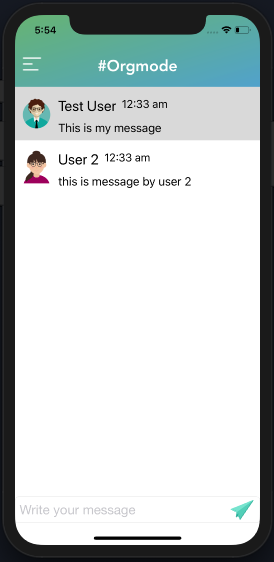 5:54
#Orgmode
Test User 12:33 am
This is my message
User 2 12:33 am
this is message by user 2
Write your message